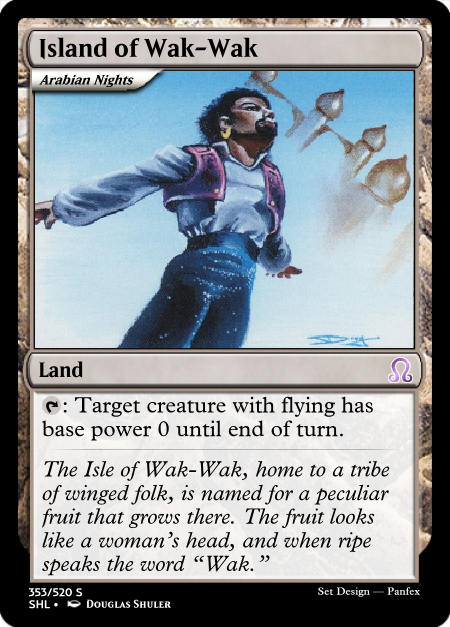 Island of Wak-Wak
Arabian Nights
Land
: Target creature with flying has
base power 0 until end of turn.
The Isle of Wak-Wak, home to a tribe
of winged folk, is named for a peculiar
fruit that grows there. The fruit looks
like a woman's head, and when ripe
speaks the word “Wak.”
353/520 S
SHL • Douglas Shuler
Set Design — Panfex